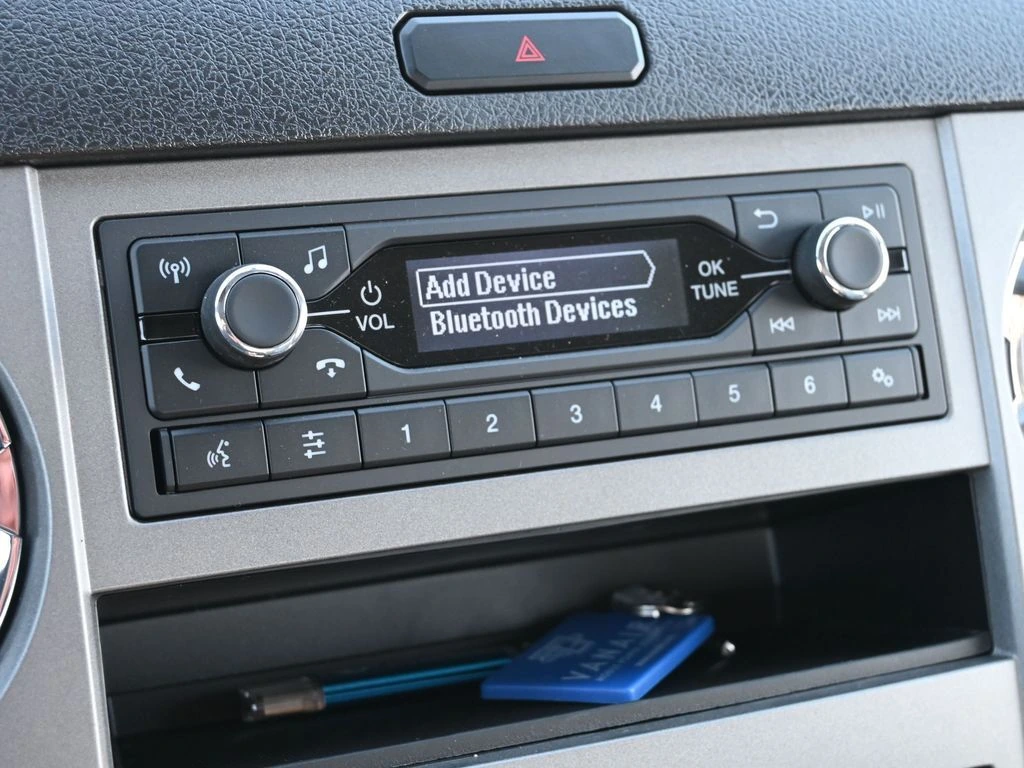 Add Device
Bluetooth Devices
VOL
OK
TUNE
1
2
3
4
5
6